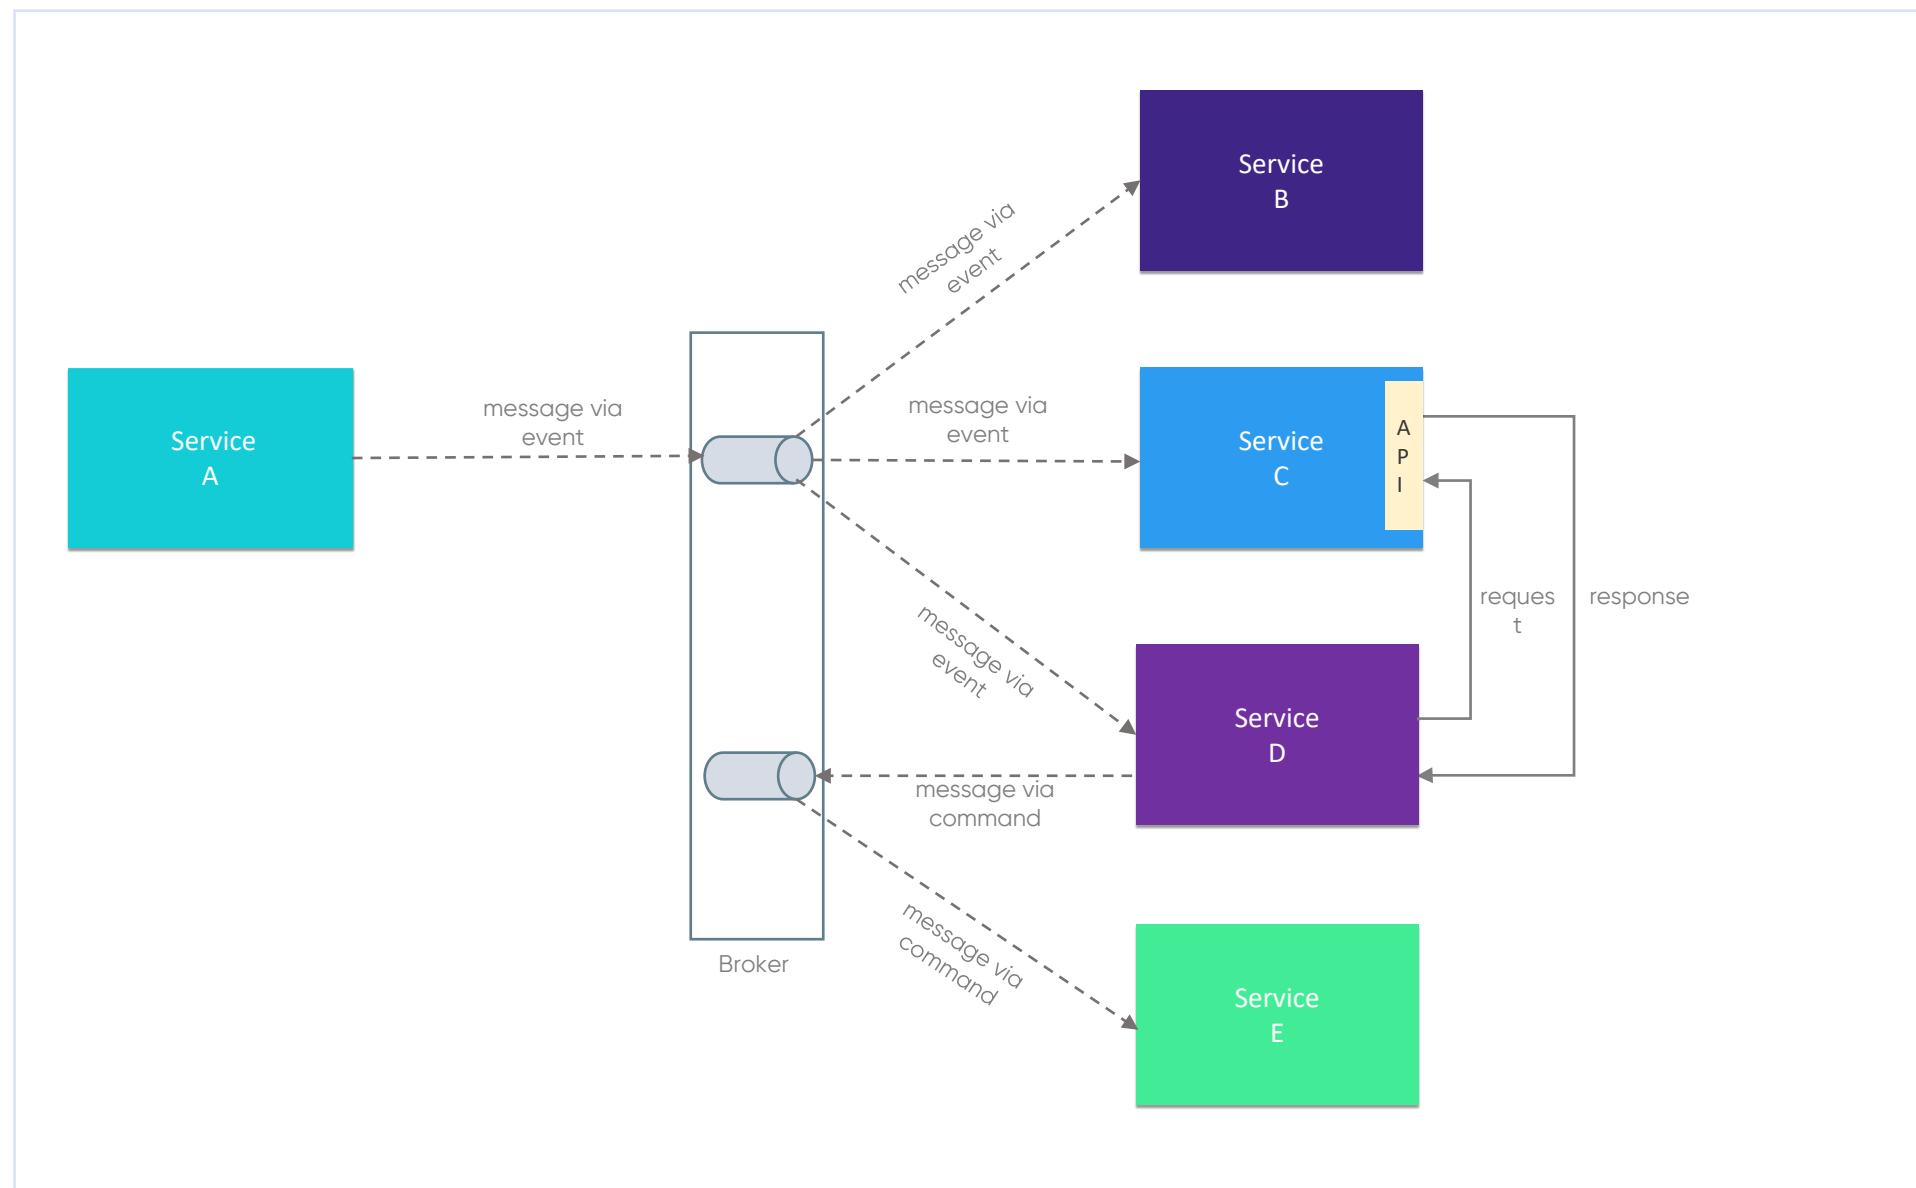 Service
A
message via
event
Broker
message via
event
message via
event
message via
event
message via
command
message via
command
Service
B
Service
C
A
P
I
reques
t
response
Service
D
Service
E